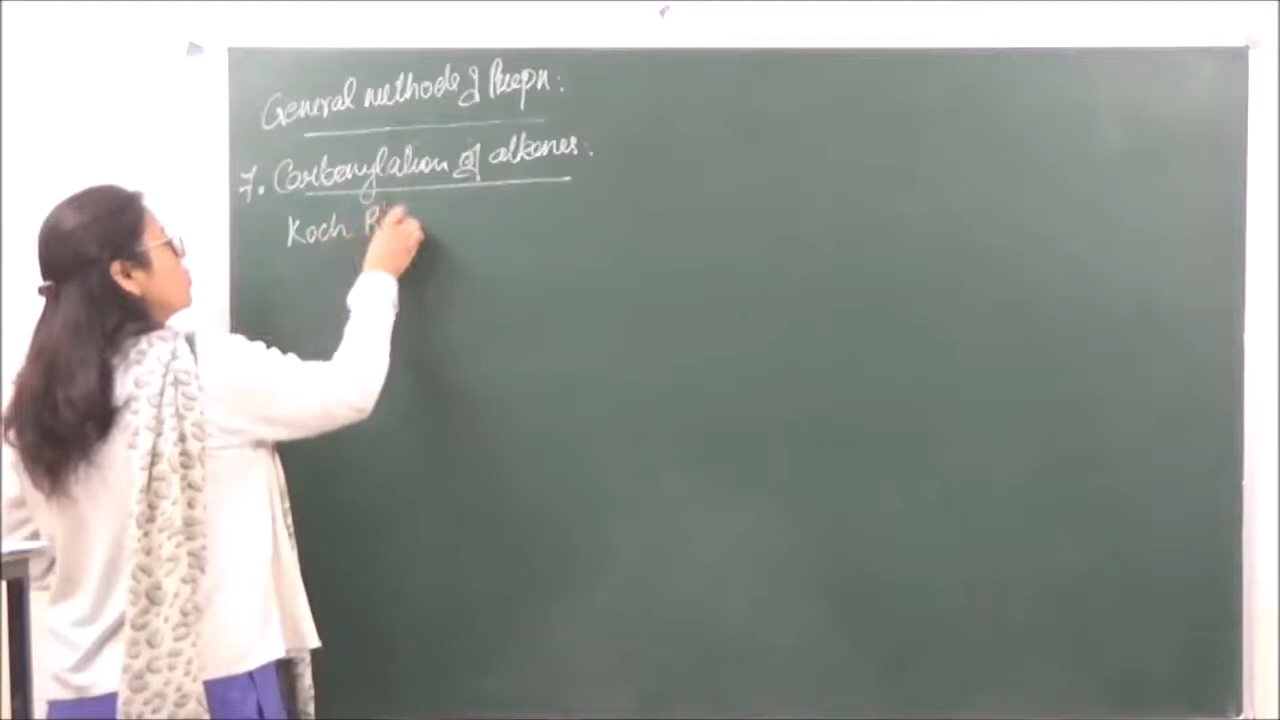 General methods of Prepn:
7. Carbonylation of alkenes:
Koch R